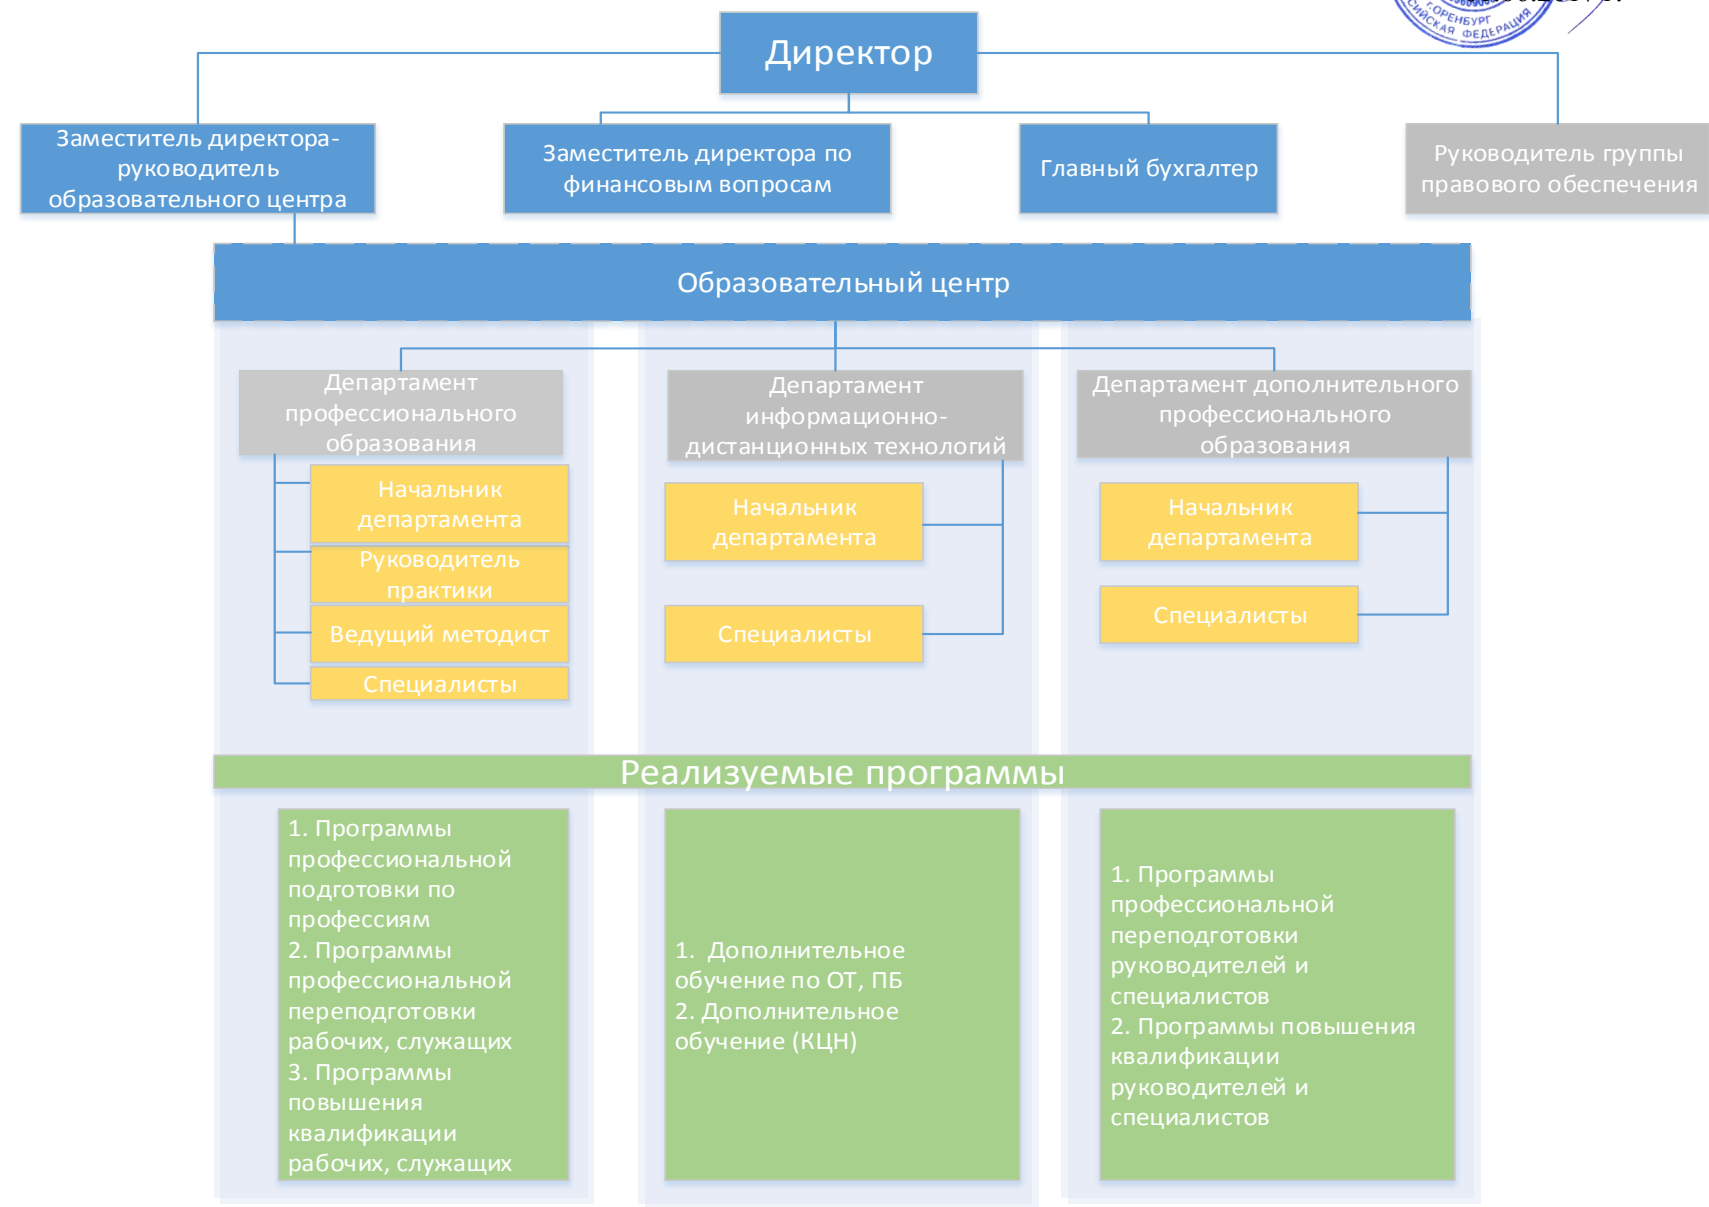 г.ОРЕНБУРГ
ФЕДЕРАЦИЯ
Директор
Заместитель директора-
руководитель
образовательного центра
Заместитель директора по
финансовым вопросам
Главный бухгалтер
Руководитель группы
правового обеспечения
Образовательный центр
Департамент
профессионального
образования
Департамент
информационно-
дистанционных технологий
Департамент дополнительного
профессионального
образования
Начальник
департамента
Руководитель
практики
Ведущий методист
Специалисты
Начальник
департамента
Специалисты
Начальник
департамента
Специалисты
Реализуемые программы
1. Программы
профессиональной
подготовки по
профессиям
2. Программы
профессиональной
переподготовки
рабочих, служащих
3. Программы
повышения
квалификации
рабочих, служащих
1. Дополнительное
обучение по ОТ, ПБ
2. Дополнительное
обучение (КЦН)
1. Программы
профессиональной
переподготовки
руководителей и
специалистов
2. Программы повышения
квалификации
руководителей и
специалистов